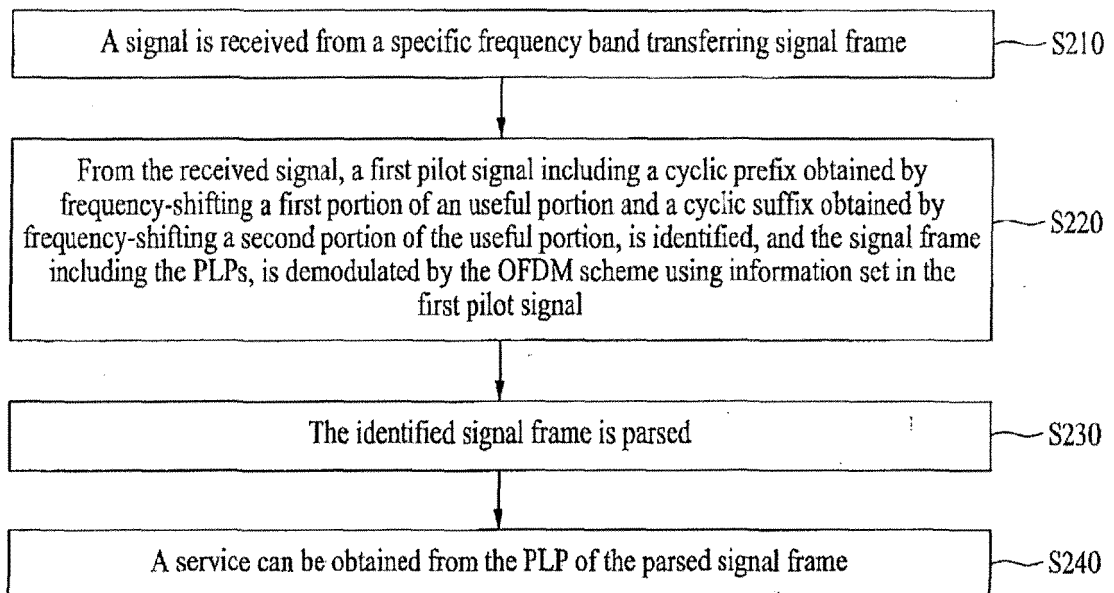 A signal is received from a specific frequency band transferring signal frame
S210
From the received signal, a first pilot signal including a cyclic prefix obtained by
frequency-shifting a first portion of an useful portion and a cyclic suffix obtained by
frequency-shifting a second portion of the useful portion, is identified, and the signal frame
including the PLPs, is demodulated by the OFDM scheme using information set in the
first pilot signal
S220
The identified signal frame is parsed
S230
A service can be obtained from the PLP of the parsed signal frame
S240